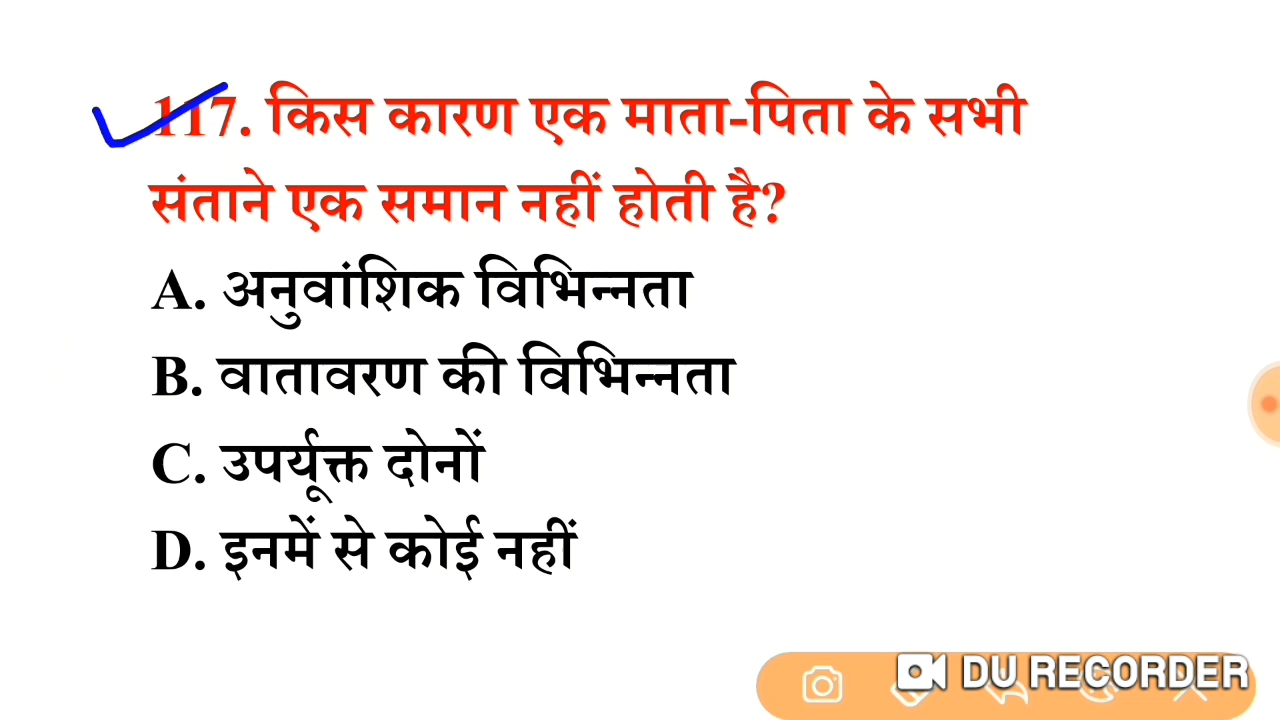 117. किस कारण एक माता-पिता के सभी
संताने एक समान नहीं होती है?
A. अनुवांशिक विभिन्नता
B. वातावरण की विभिन्नता
C. उपर्यूक्त दोनों
D. इनमें से कोई नहीं
DU RECORDER